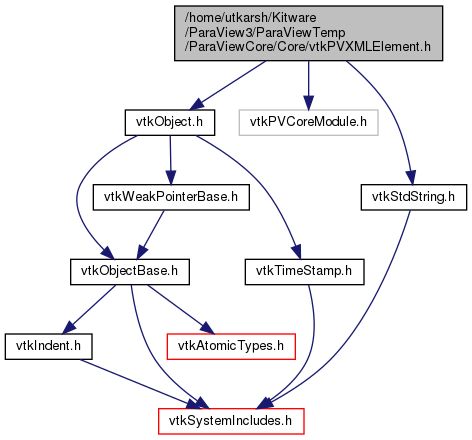 /home/utkarsh/Kitware
/ParaView3/ParaViewTemp
/ParaViewCore/Core/vtkPVXMLElement.h
vtkObject.h
vtkPVCoreModule.h
vtkWeakPointerBase.h
vtkStdString.h
vtkObjectBase.h
vtkTimeStamp.h
vtkIndent.h
vtkAtomicTypes.h
vtkSystemIncludes.h